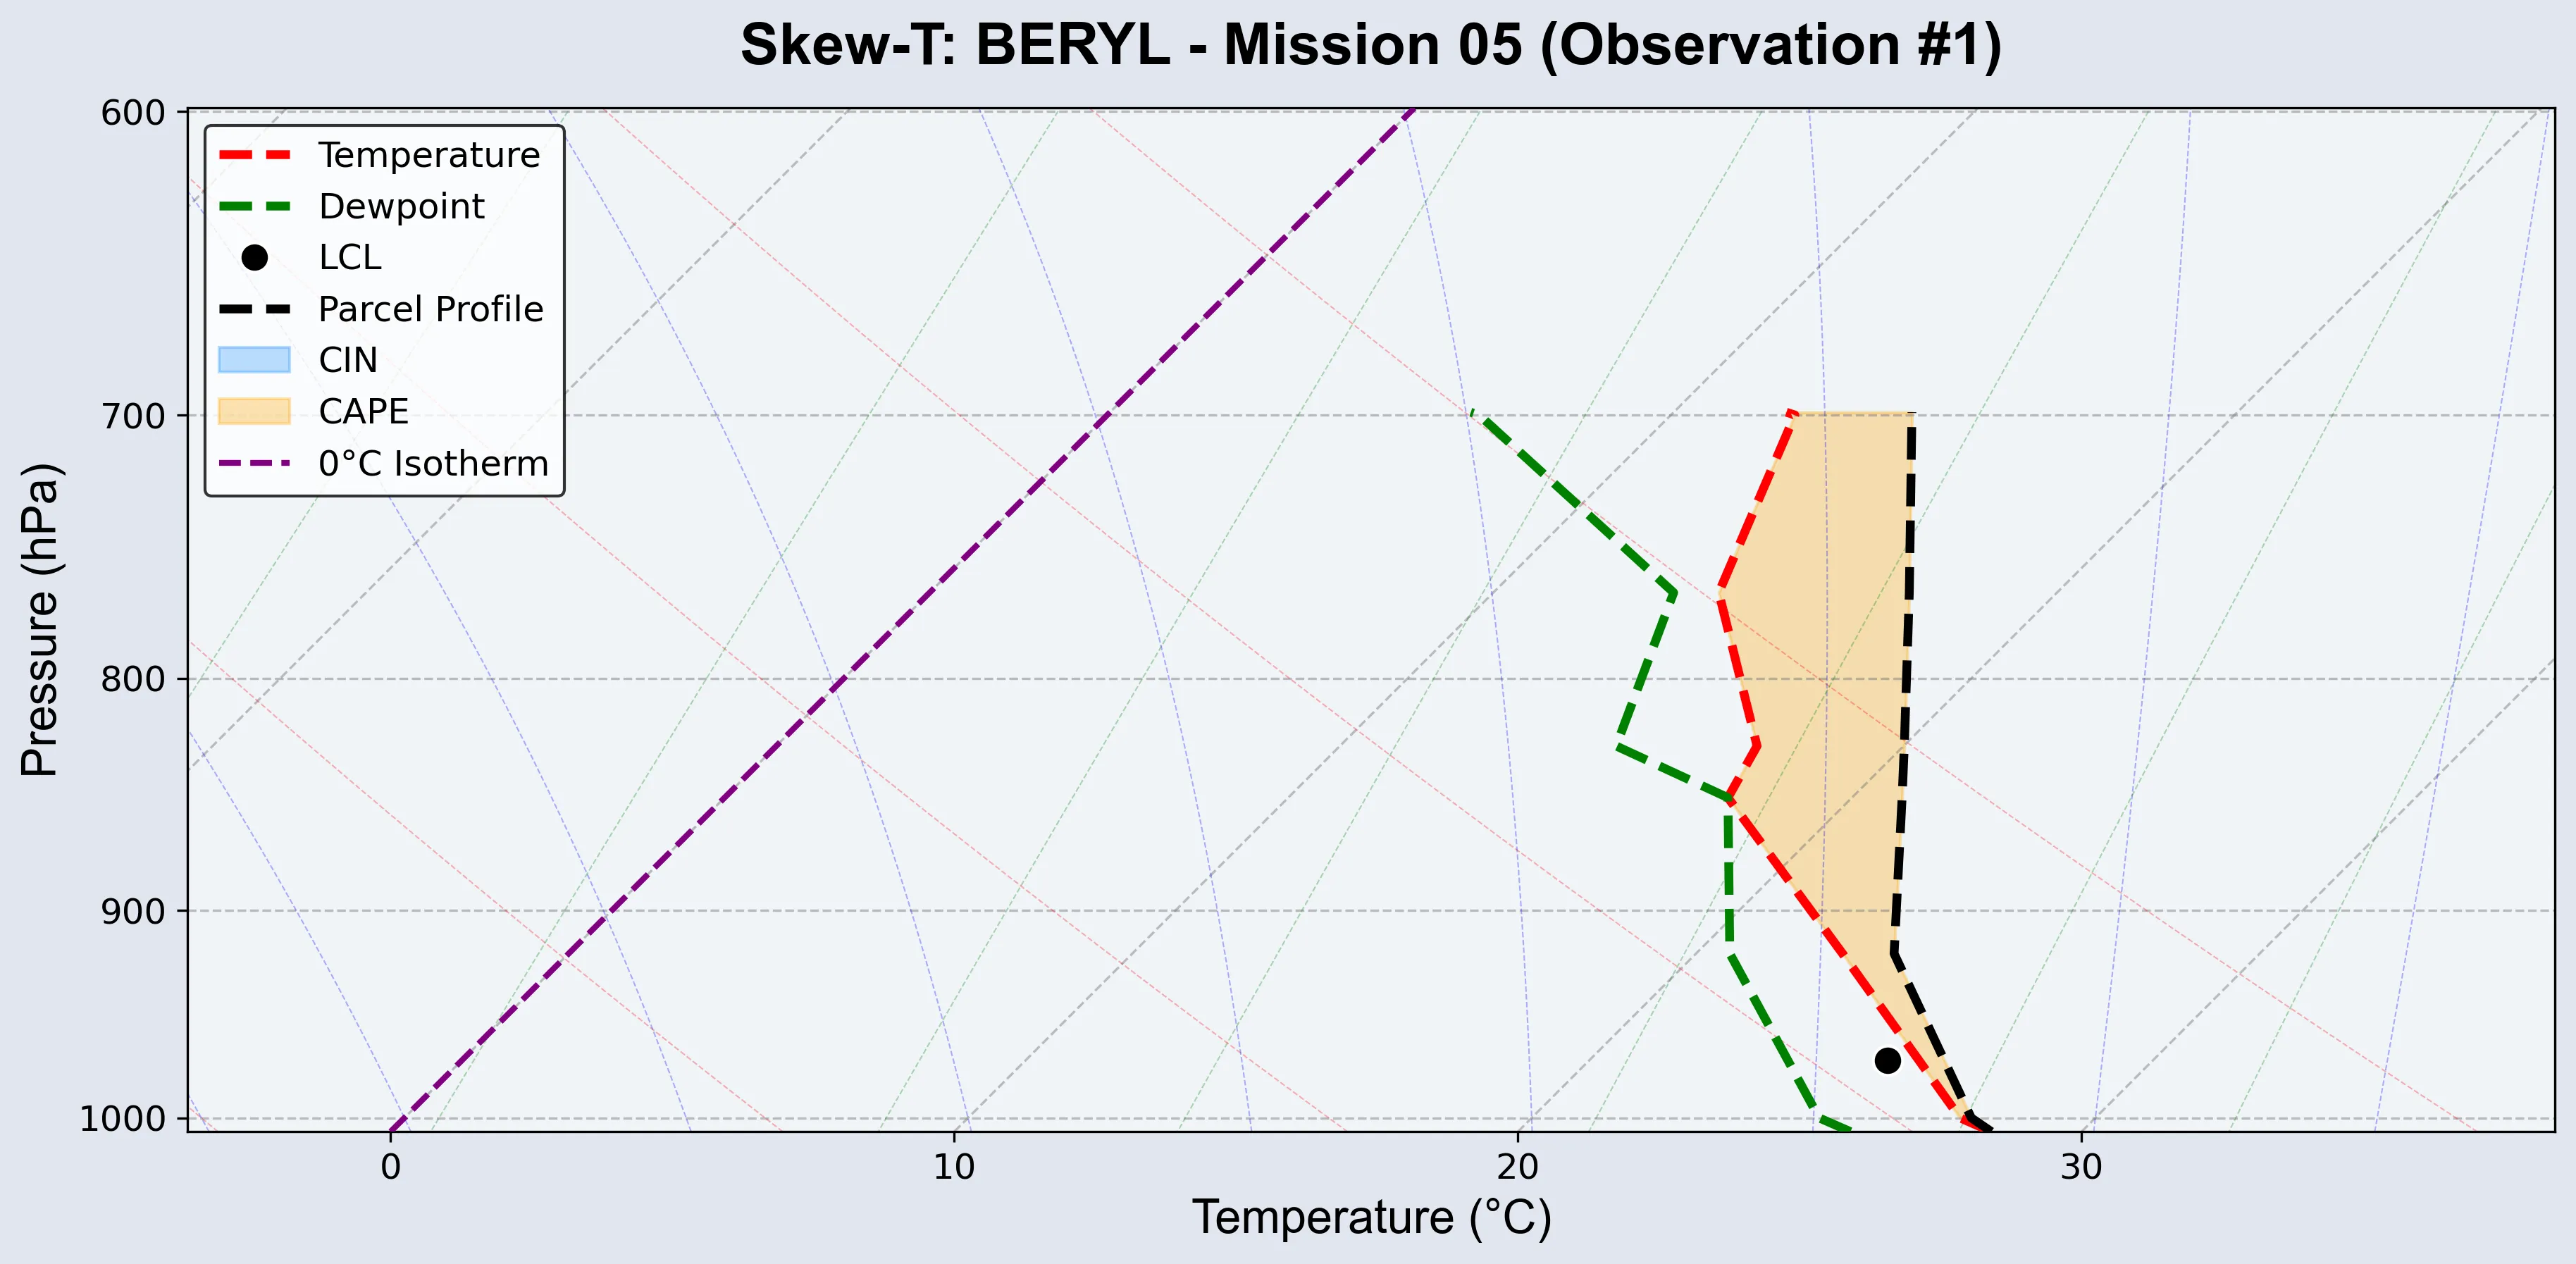 Skew-T: BERYL - Mission 05 (Observation #1)
600
700
800
900
1000
Pressure (hPa)
Temperature
Dewpoint
LCL
Parcel Profile
CIN
CAPE
0°C Isotherm
0
10
20
30
Temperature (°C)